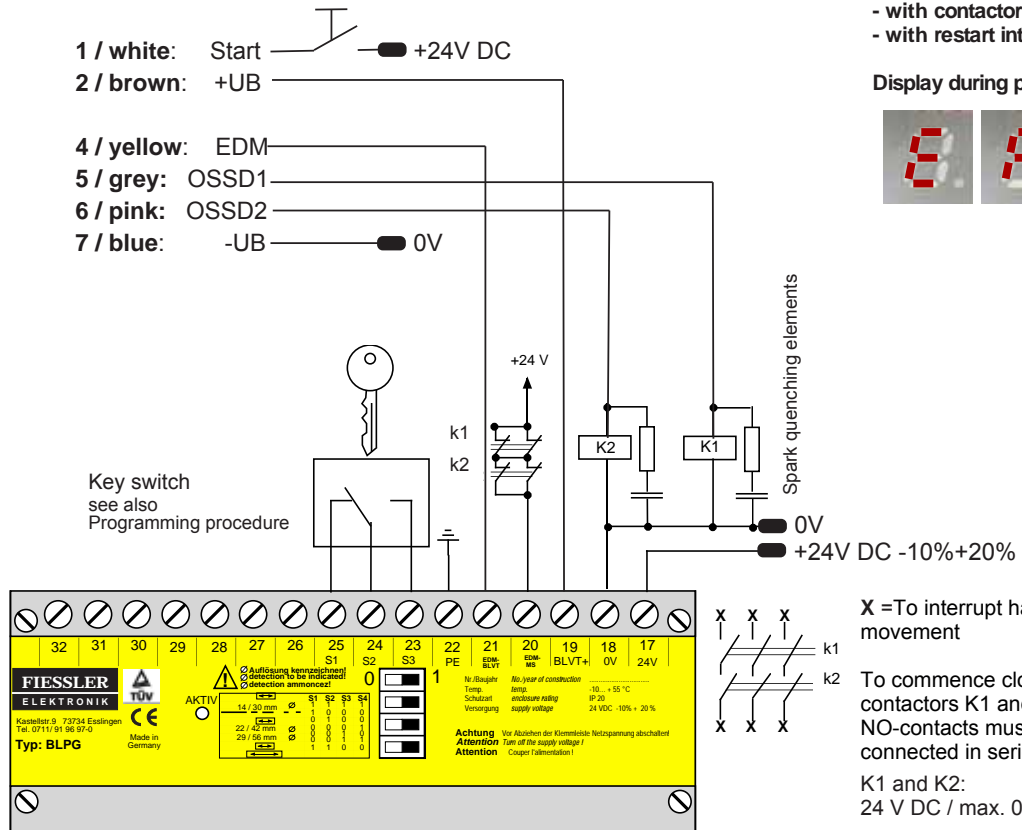 - with contactor
- with restart int
Display during p
1 / white: Start +24V DC
2 / brown: +UB
4 / yellow: EDM
5 / grey: OSSD1
6 / pink: OSSD2
7 / blue: -UB 0V
Spark quenching elements
+24 V
k1
k2
K2
K1
Key switch
see also
Programming procedure
0V
+24V DC -10%+20%
32 31 30 29 28 27 26 25 24 23 22 21 20 19 18 17
S1 S2 S3 PE EDM-BLVT EDM-MS BLVT+ 0V 24V
FIESSLER
ELEKTRONIK
TÜV
Kastellstr.9 73734 Esslingen
Tel. 0711/ 91 96 97-0
Typ: BLPG
CE
Made in
Germany
AKTIV
Ø Auflösung kennzeichnen!
Ø detection to be indicated!
Ø detection ammoncez!
S1 S2 S3 S4
14 / 30 mm Ø
22 / 42 mm Ø
29 / 56 mm Ø
0 1
Nr./Baujahr No./year of construction
Temp. temp. -10... + 55 °C
Schutzart enclosure rating IP 20
Versorgung supply voltage 24 VDC -10% + 20 %
Achtung Vor Abziehen der Klemmleiste Netzspannung abschalten!
Attention Turn off the supply voltage !
Attention Couper l'alimentation !
X X X
k1
k2
X X X
X =To interrupt ha
movement
To commence clo
contactors K1 and
NO-contacts mus
connected in seri
K1 and K2:
24 V DC / max. 0